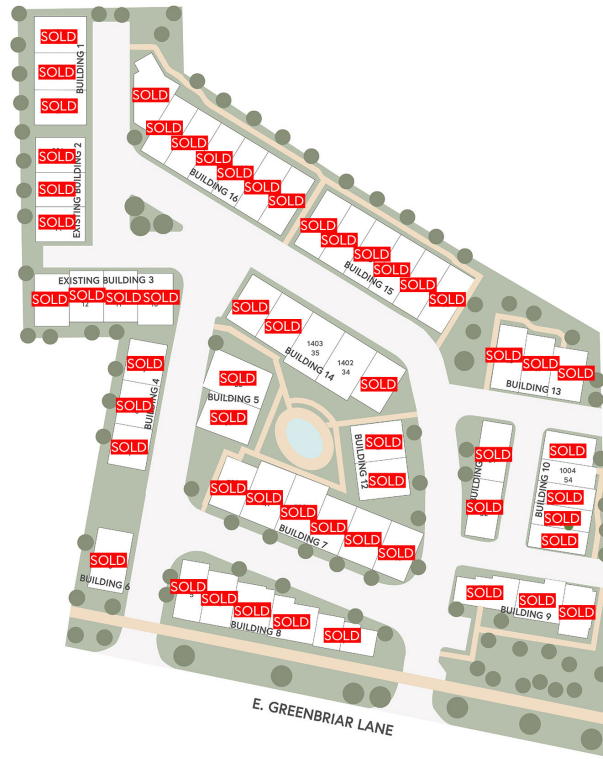 SOLD
SOLD
SOLD
BUILDING 1
SOLD
SOLD
SOLD
EXISTING BUILDING 2
SOLD
SOLD
SOLD
SOLD
SOLD
SOLD
SOLD
BUILDING 16
SOLD
SOLD
SOLD
SOLD
SOLD
SOLD
BUILDING 15
EXISTING BUILDING 3
SOLD
SOLD
SOLD
SOLD
12
11
SOLD
SOLD
1403
35
1402
34
SOLD
BUILDING 14
SOLD
SOLD
SOLD
BUILDING 13
SOLD
SOLD
SOLD
BUILDING 4
SOLD
BUILDING 5
SOLD
SOLD
SOLD
BUILDING 12
SOLD
SOLD
BUILDING
SOLD
1004
54
SOLD
SOLD
SOLD
BUILDING 10
SOLD
SOLD
SOLD
SOLD
SOLD
SOLD
BUILDING 7
SOLD
BUILDING 6
SOLD
SOLD
SOLD
SOLD
SOLD
5
BUILDING 8
SOLD
SOLD
SOLD
BUILDING 9
E. GREENBRIAR LANE